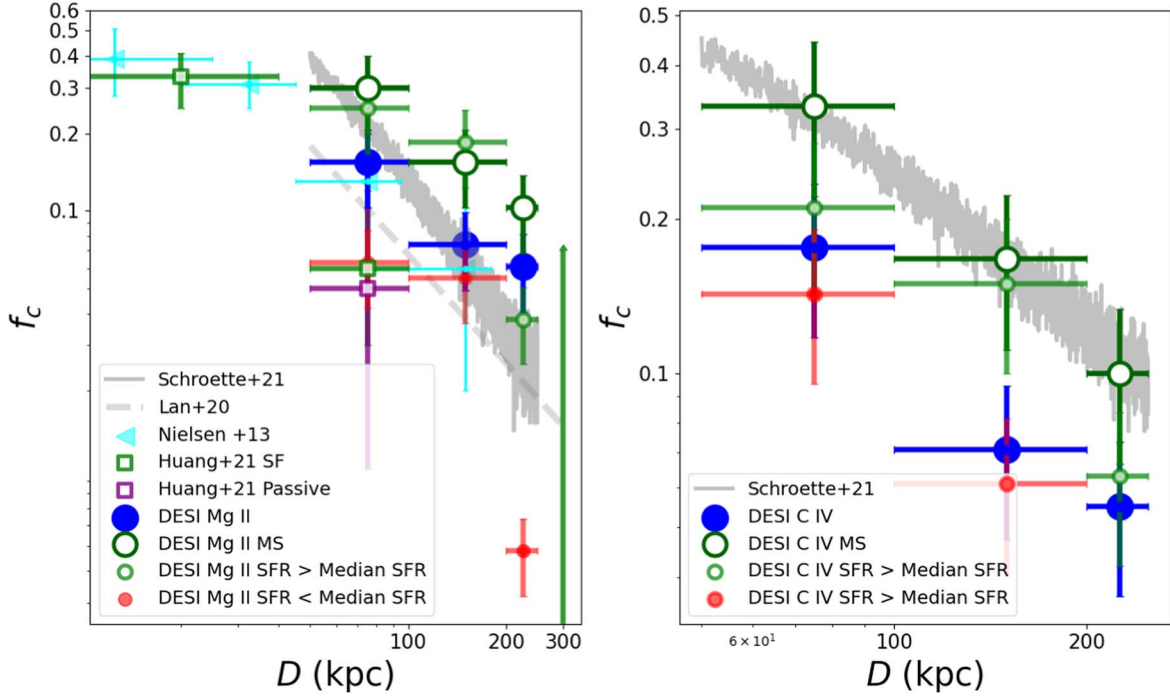 0.6
0.5
0.4
0.3
0.2
0.1
f_c
Schroette+21
Lan+20
Nielsen +13
Huang+21 SF
Huang+21 Passive
DESI Mg II
DESI Mg II MS
DESI Mg II SFR > Median SFR
DESI Mg II SFR < Median SFR
100 200 300
D (kpc)
0.5
0.4
0.3
0.2
0.1
f_c
Schroette+21
DESI C IV
DESI C IV MS
DESI C IV SFR > Median SFR
DESI C IV SFR > Median SFR
6 × 10¹ 100 200
D (kpc)